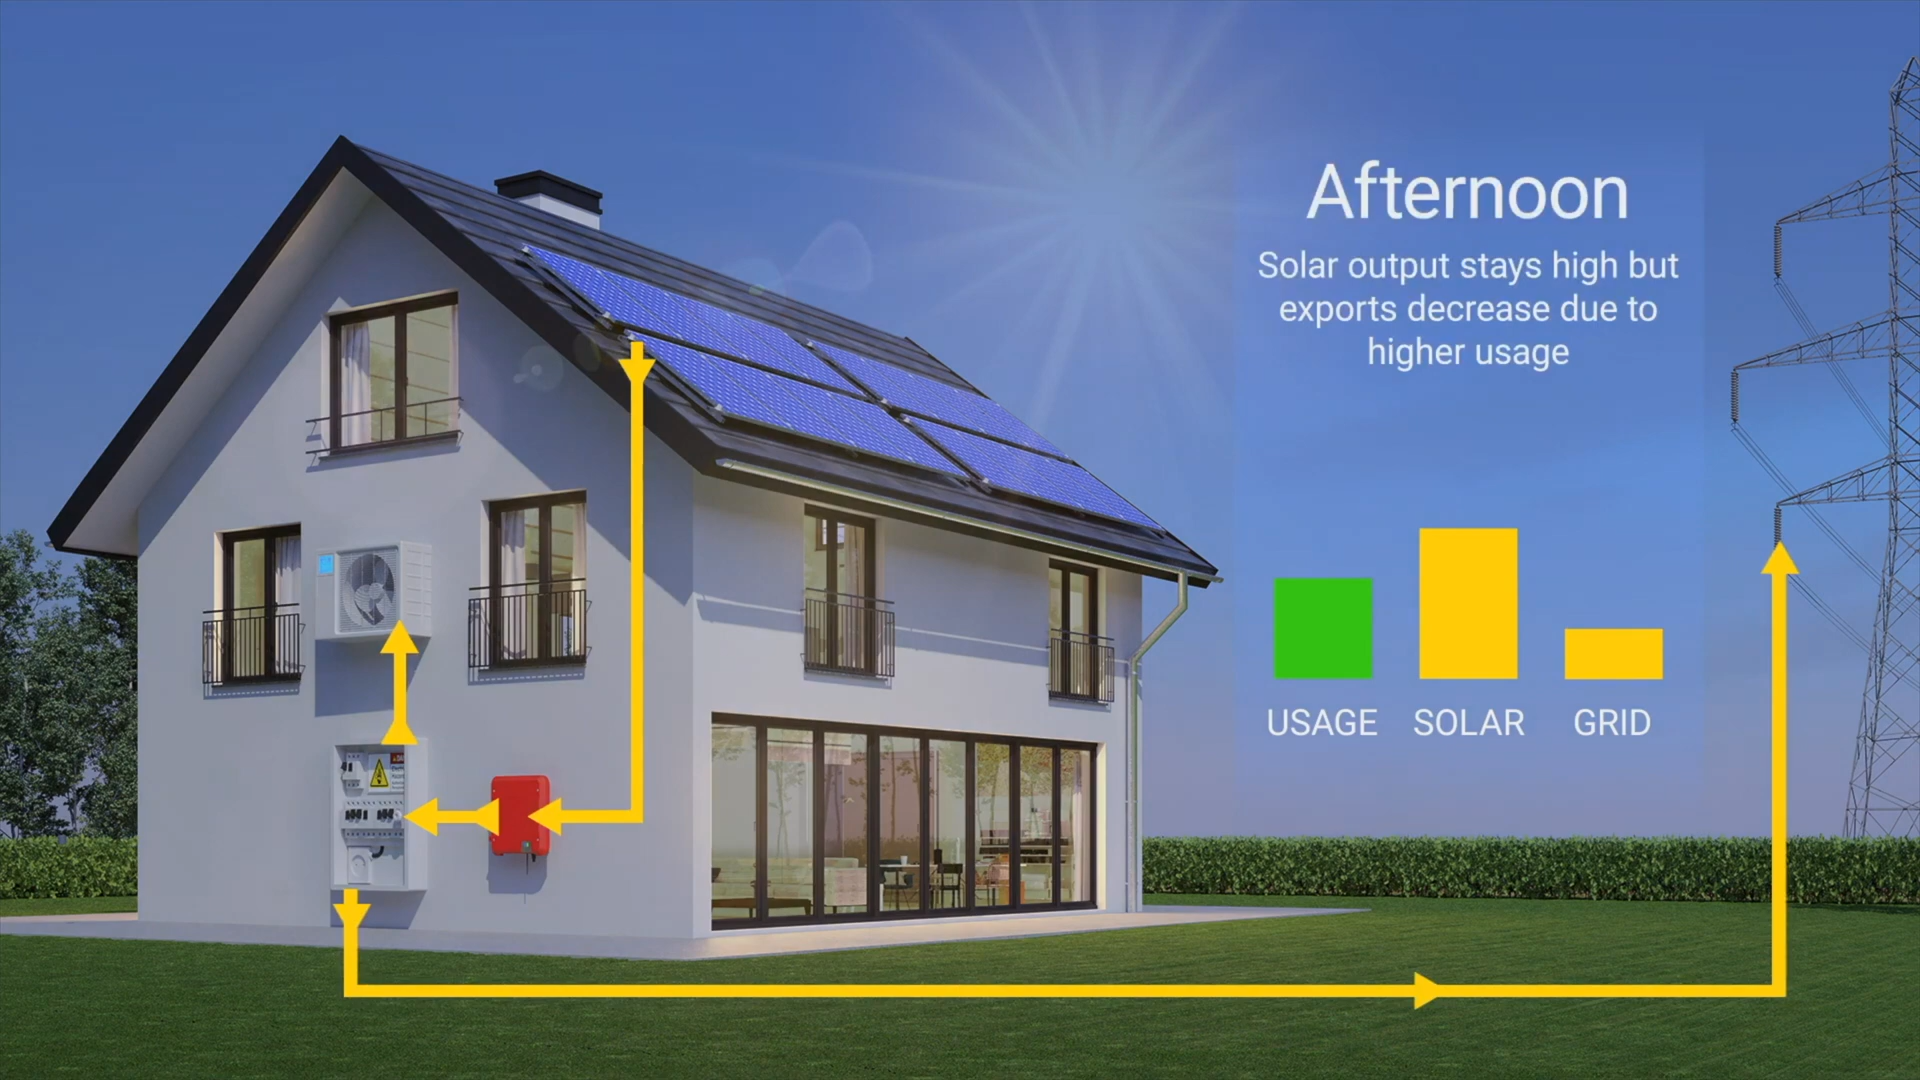 Afternoon
Solar output stays high but
exports decrease due to
higher usage
USAGE SOLAR GRID